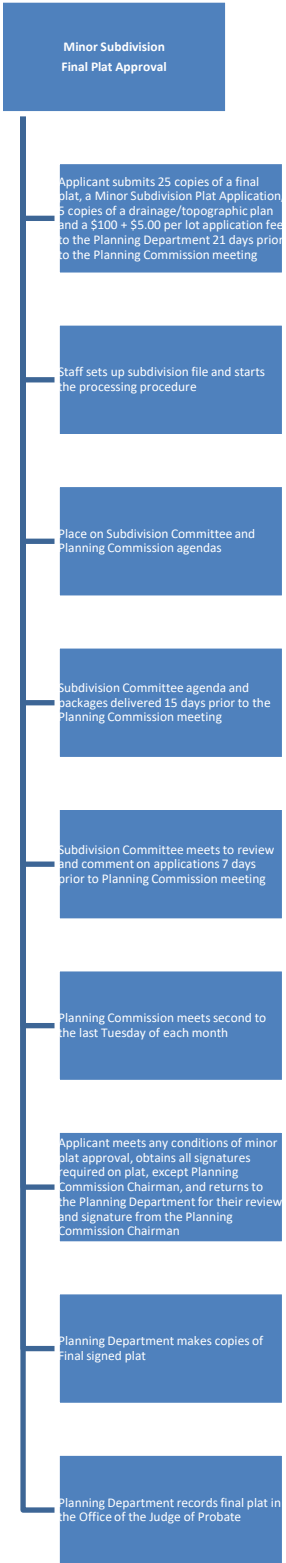 Minor Subdivision
Final Plat Approval
Applicant submits 25 copies of a final
plat, a Minor Subdivision Plat Application,
5 copies of a drainage/topographic plan
and a $100 + $5.00 per lot application fee
to the Planning Department 21 days prior
to the Planning Commission meeting
Staff sets up subdivision file and starts
the processing procedure
Place on Subdivision Committee and
Planning Commission agendas
Subdivision Committee agenda and
packages delivered 15 days prior to the
Planning Commission meeting
Subdivision Committee meets to review
and comment on applications 7 days
prior to Planning Commission meeting
Planning Commission meets second to
the last Tuesday of each month
Applicant meets any conditions of minor
plat approval, obtains all signatures
required on plat, except Planning
Commission Chairman, and returns to
the Planning Department for their review
and signature from the Planning
Commission Chairman
Planning Department makes copies of
Final signed plat
Planning Department records final plat in
the Office of the Judge of Probate